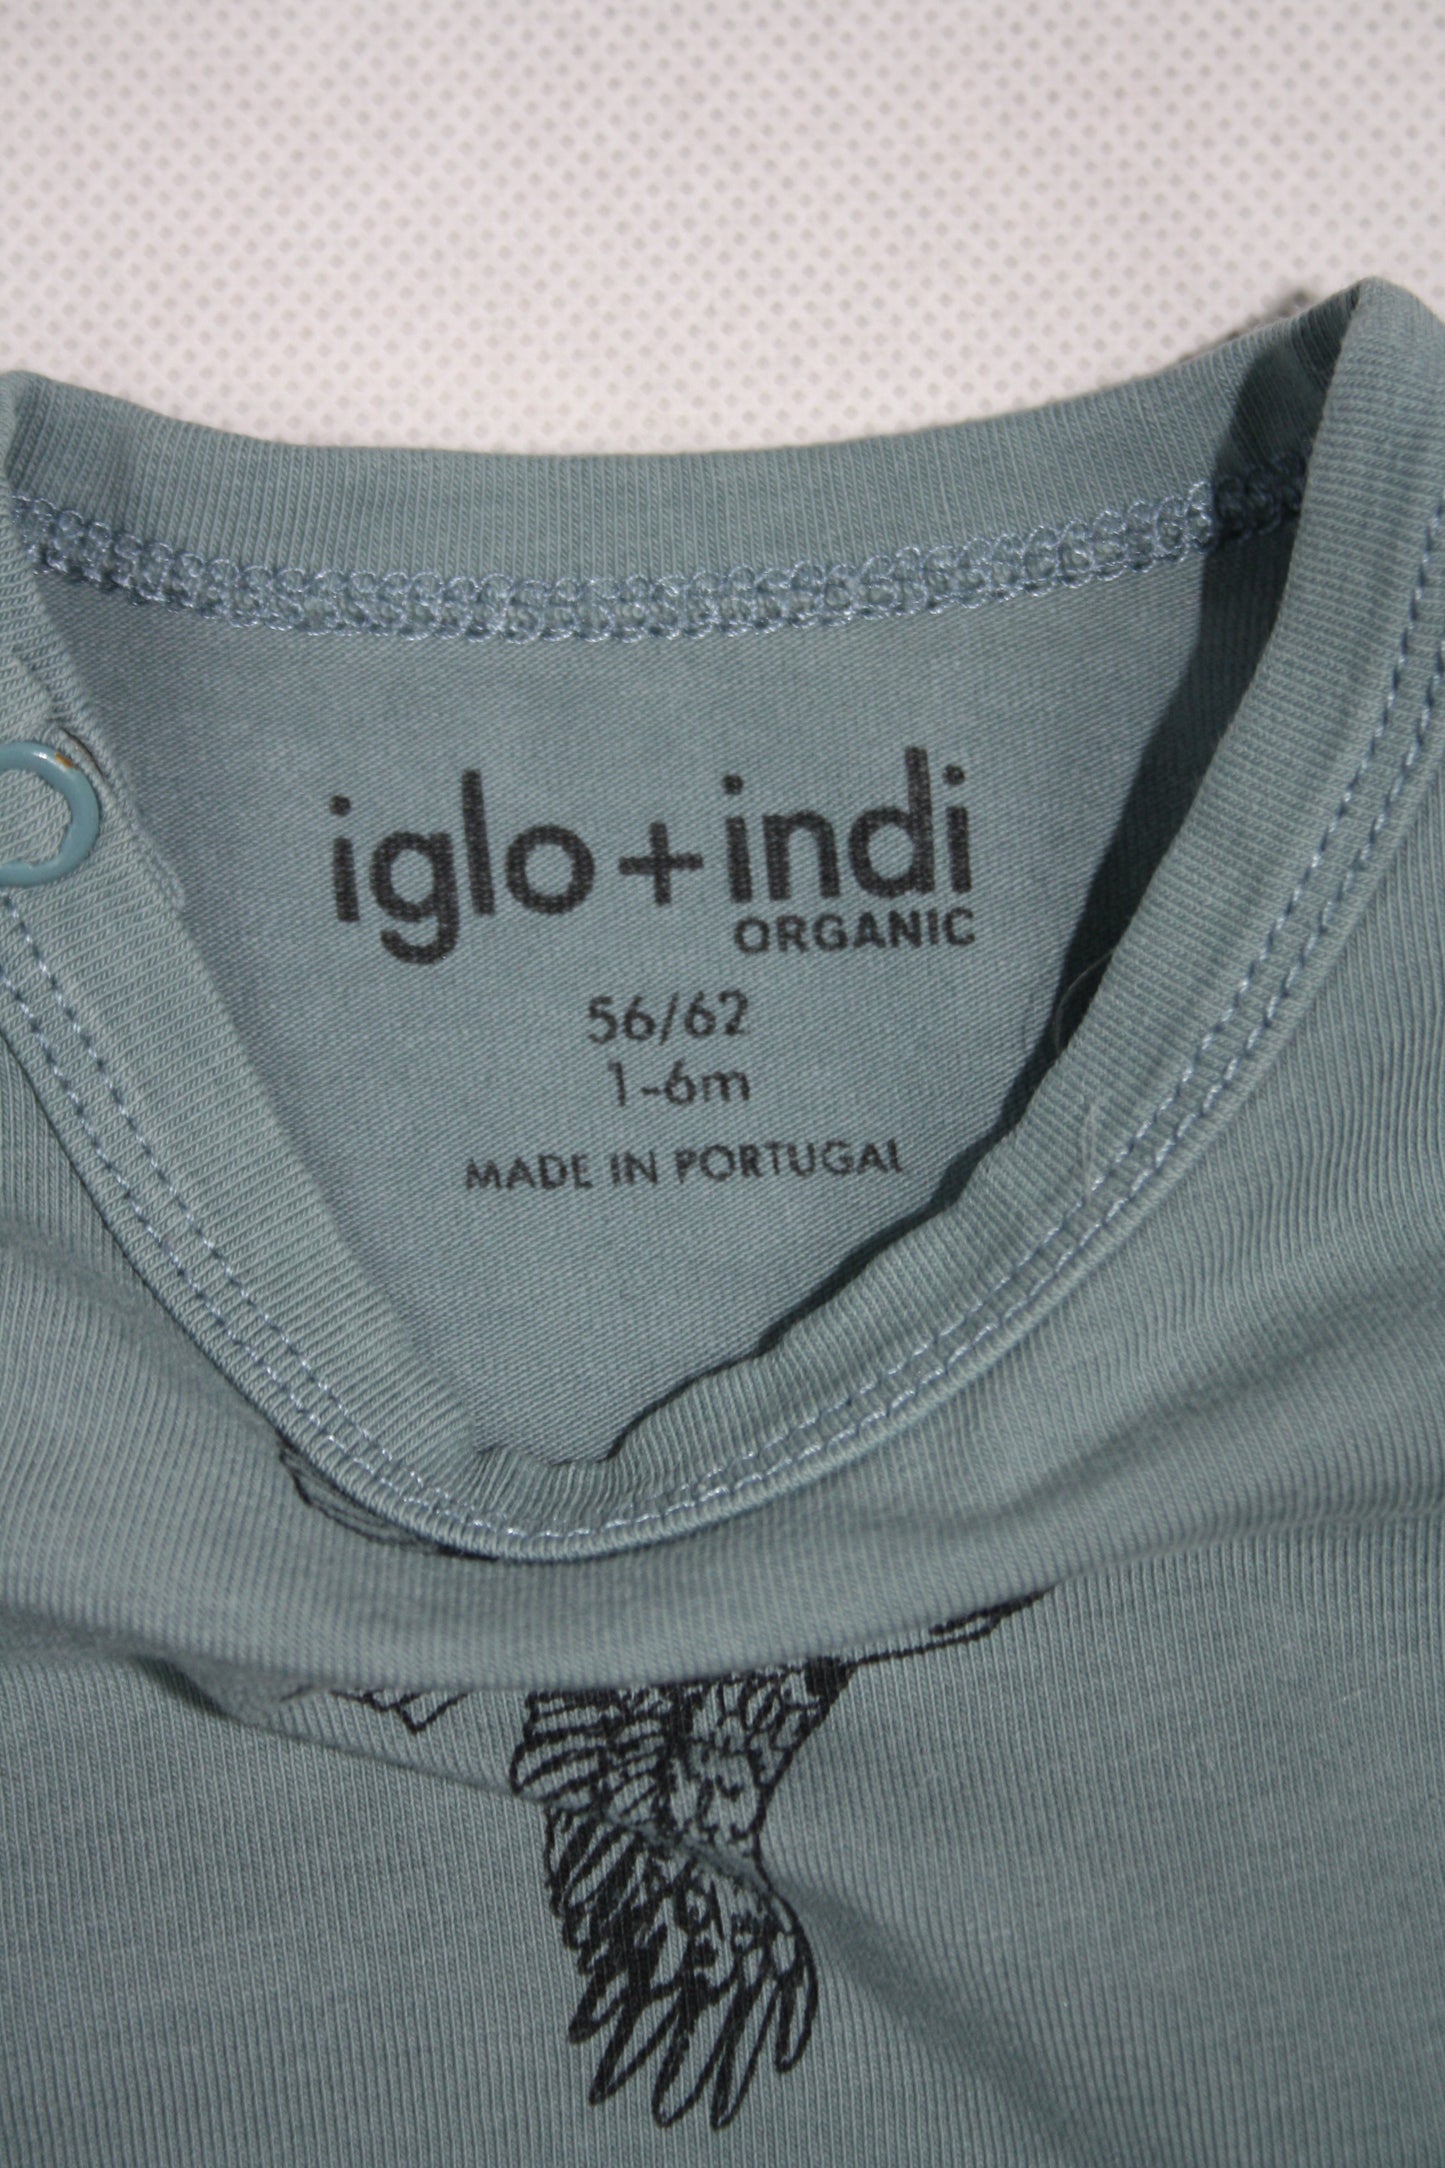 iglo+indi
ORGANIC
56/62
1-6m
MADE IN PORTUGAL